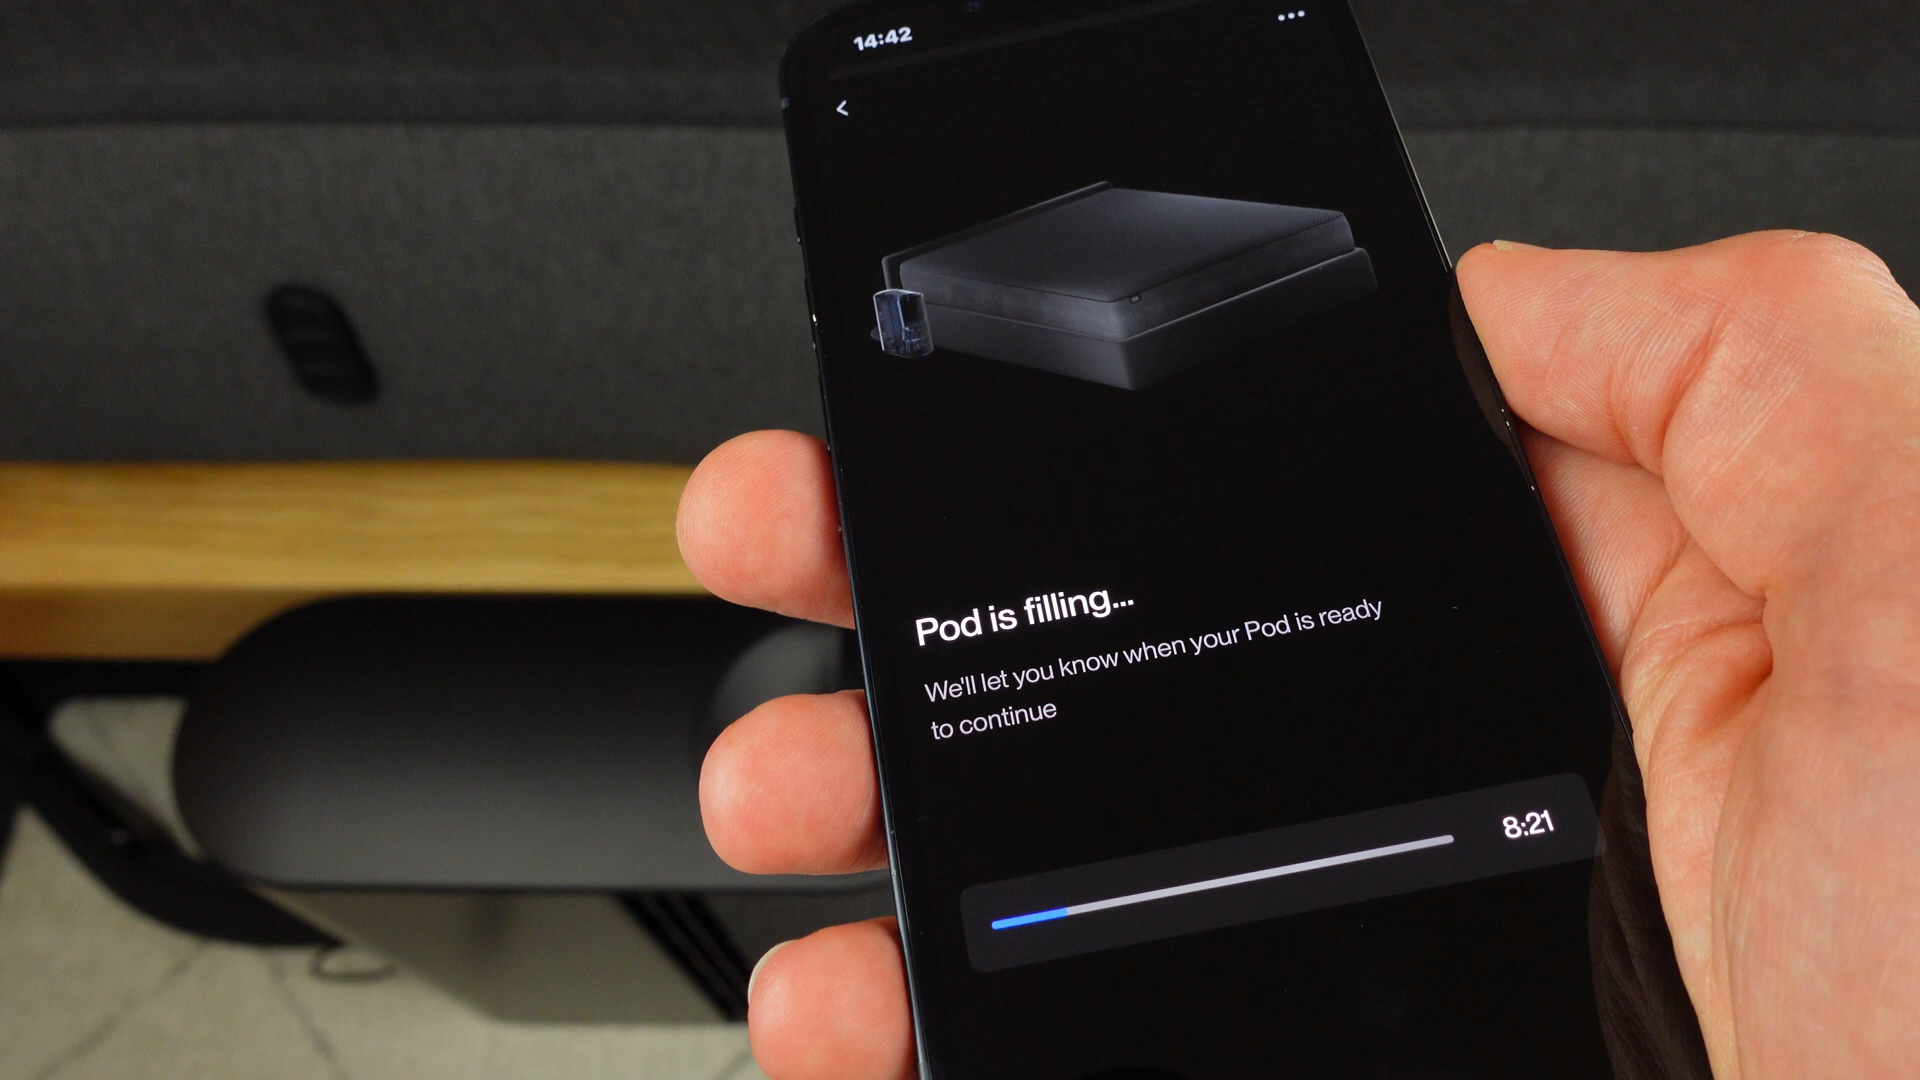 14:42
Pod is filling...
We'll let you know when your Pod is ready
to continue
8:21